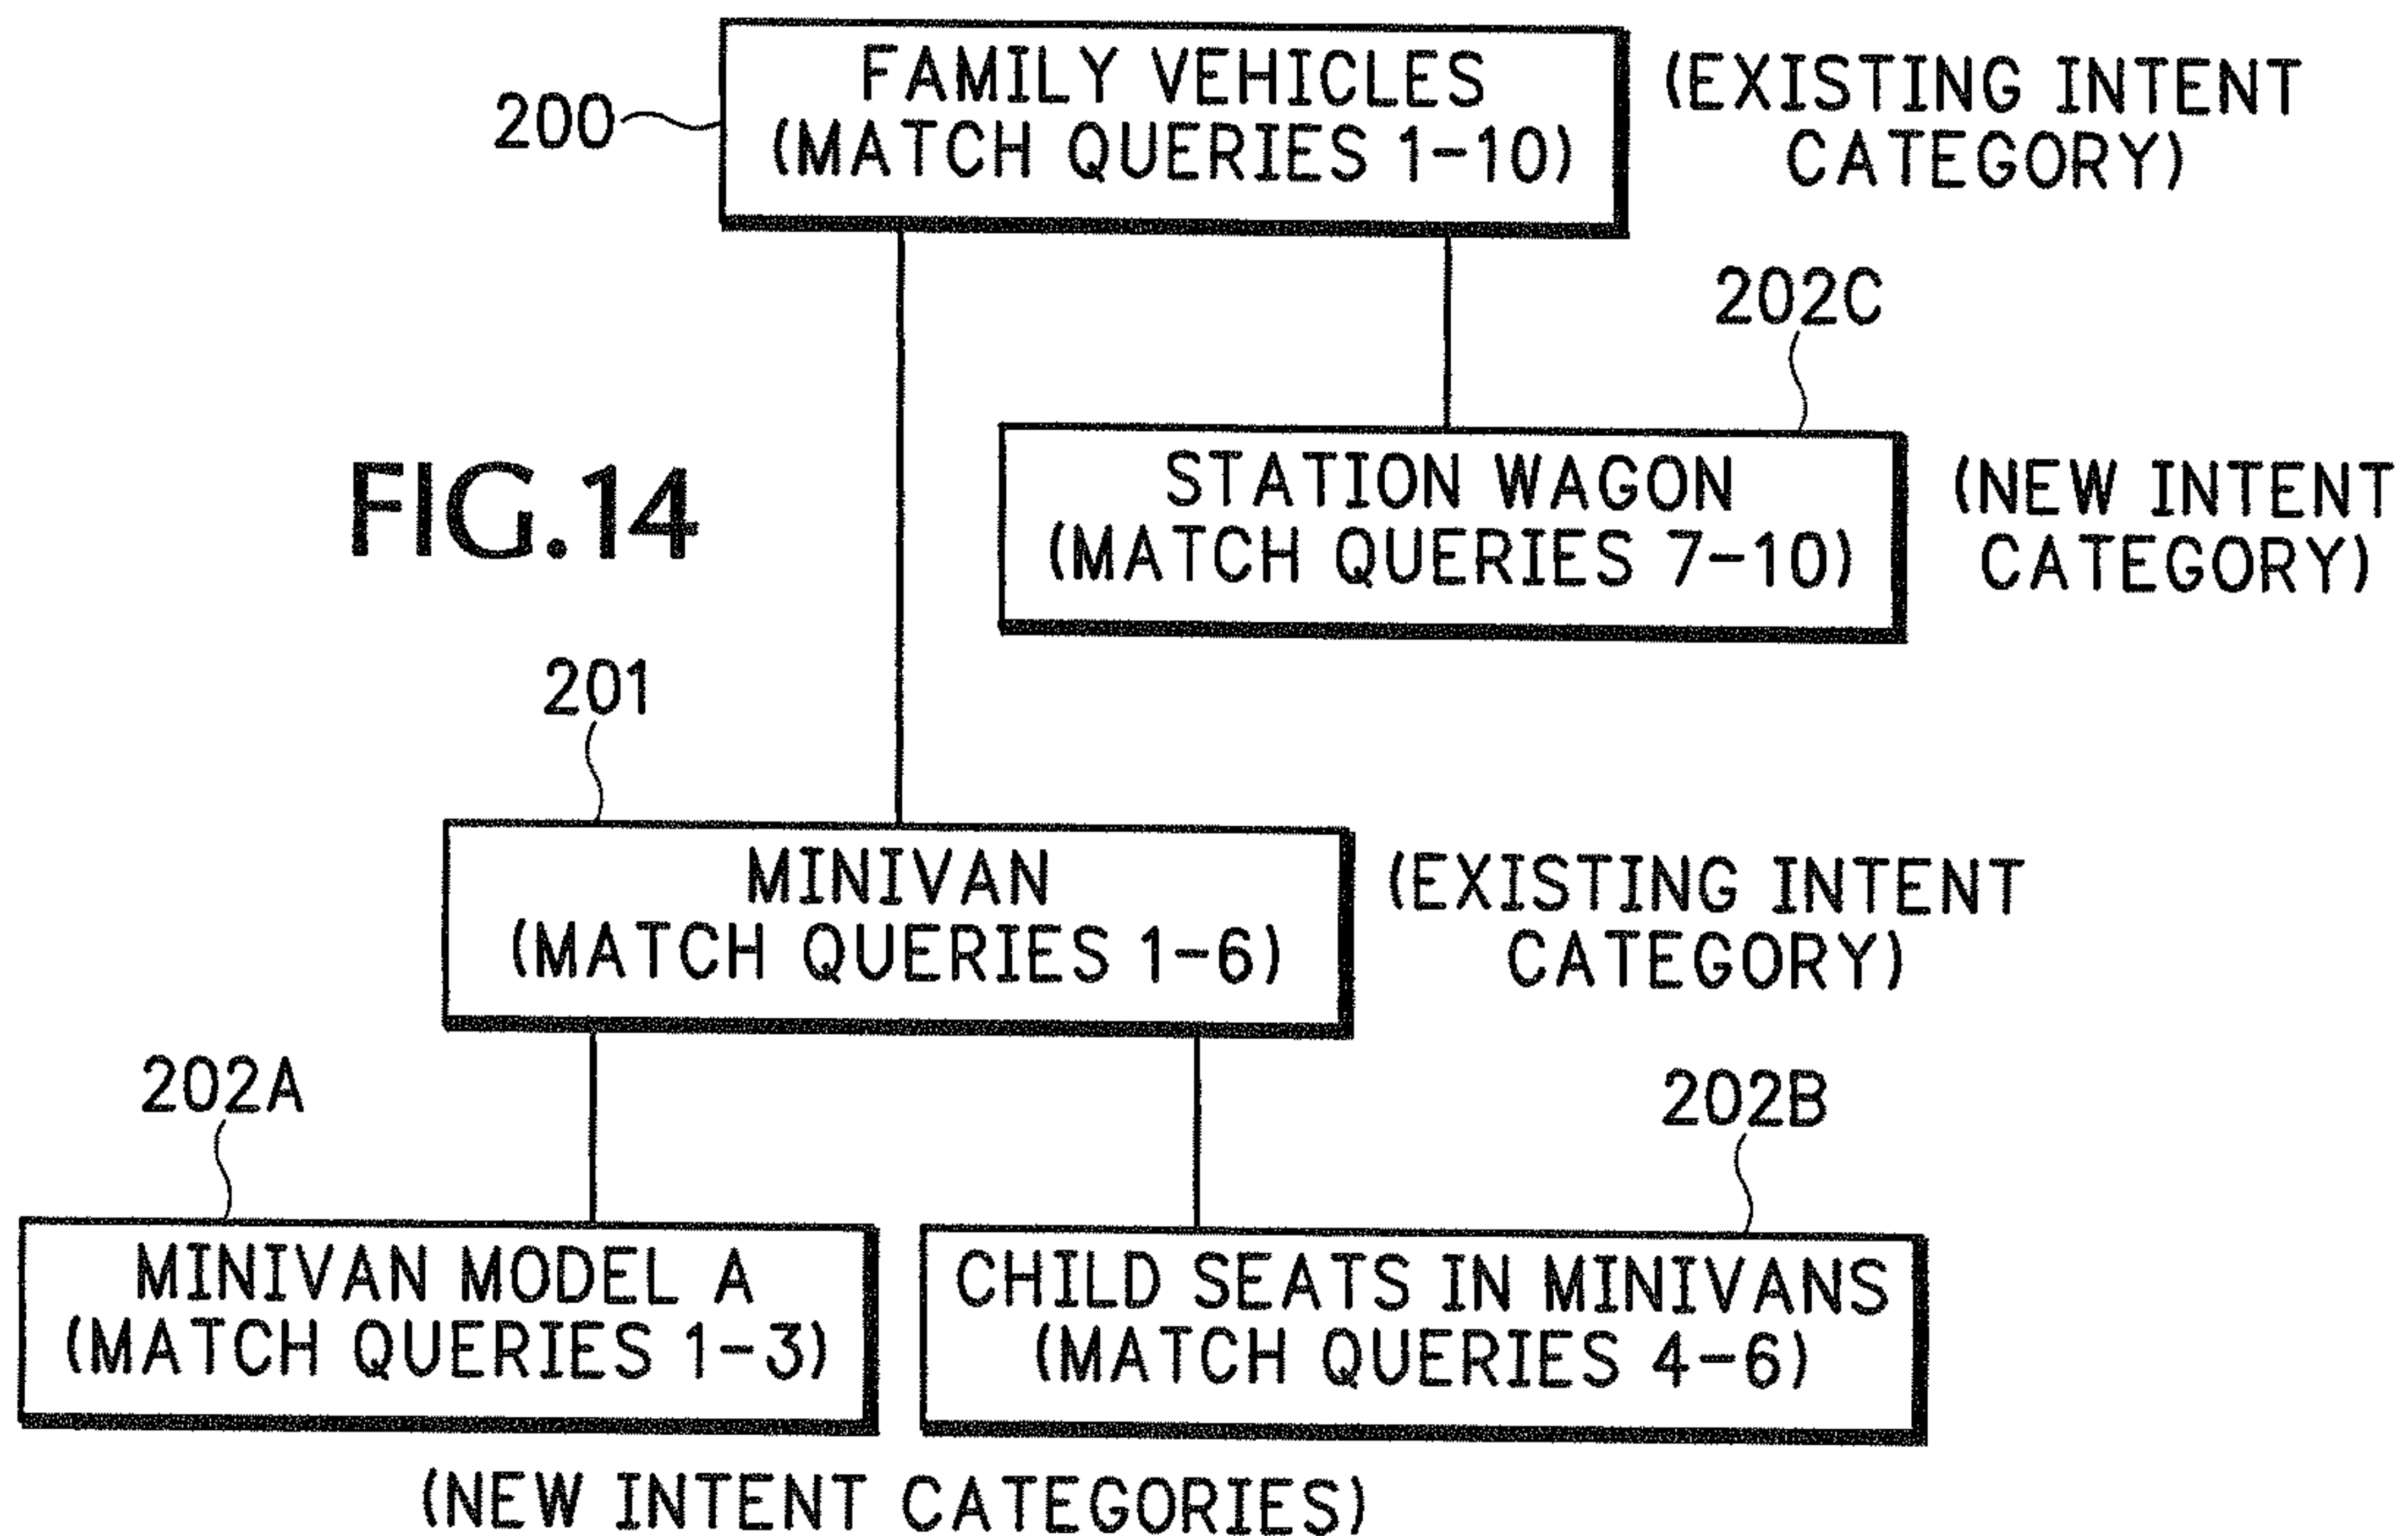 FAMILY VEHICLES
(MATCH QUERIES 1-10)
(EXISTING INTENT
CATEGORY)
200
202C
STATION WAGON
(MATCH QUERIES 7-10)
(NEW INTENT
CATEGORY)
FIG.14
201
MINIVAN
(MATCH QUERIES 1-6)
(EXISTING INTENT
CATEGORY)
202A
202B
MINIVAN MODEL A
(MATCH QUERIES 1-3)
CHILD SEATS IN MINIVANS
(MATCH QUERIES 4-6)
(NEW INTENT CATEGORIES)